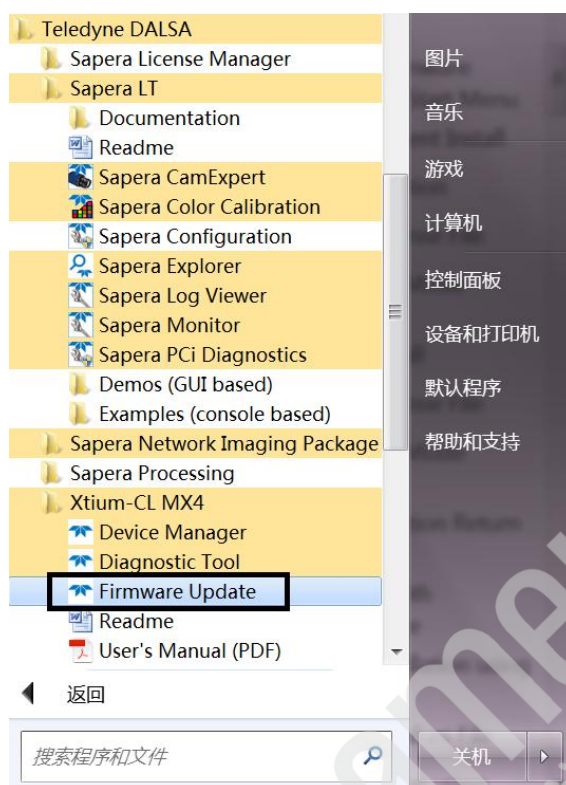 Teledyne DALSA
Sapera License Manager
Sapera LT
Documentation
Readme
Sapera CamExpert
Sapera Color Calibration
Sapera Configuration
Sapera Explorer
Sapera Log Viewer
Sapera Monitor
Sapera PCi Diagnostics
Demos (GUI based)
Examples (console based)
Sapera Network Imaging Package
Sapera Processing
Xtium-CL MX4
Device Manager
Diagnostic Tool
Firmware Update
Readme
User's Manual (PDF)
返回
搜索程序和文件
图片
音乐
游戏
计算机
控制面板
设备和打印机
默认程序
帮助和支持
关机